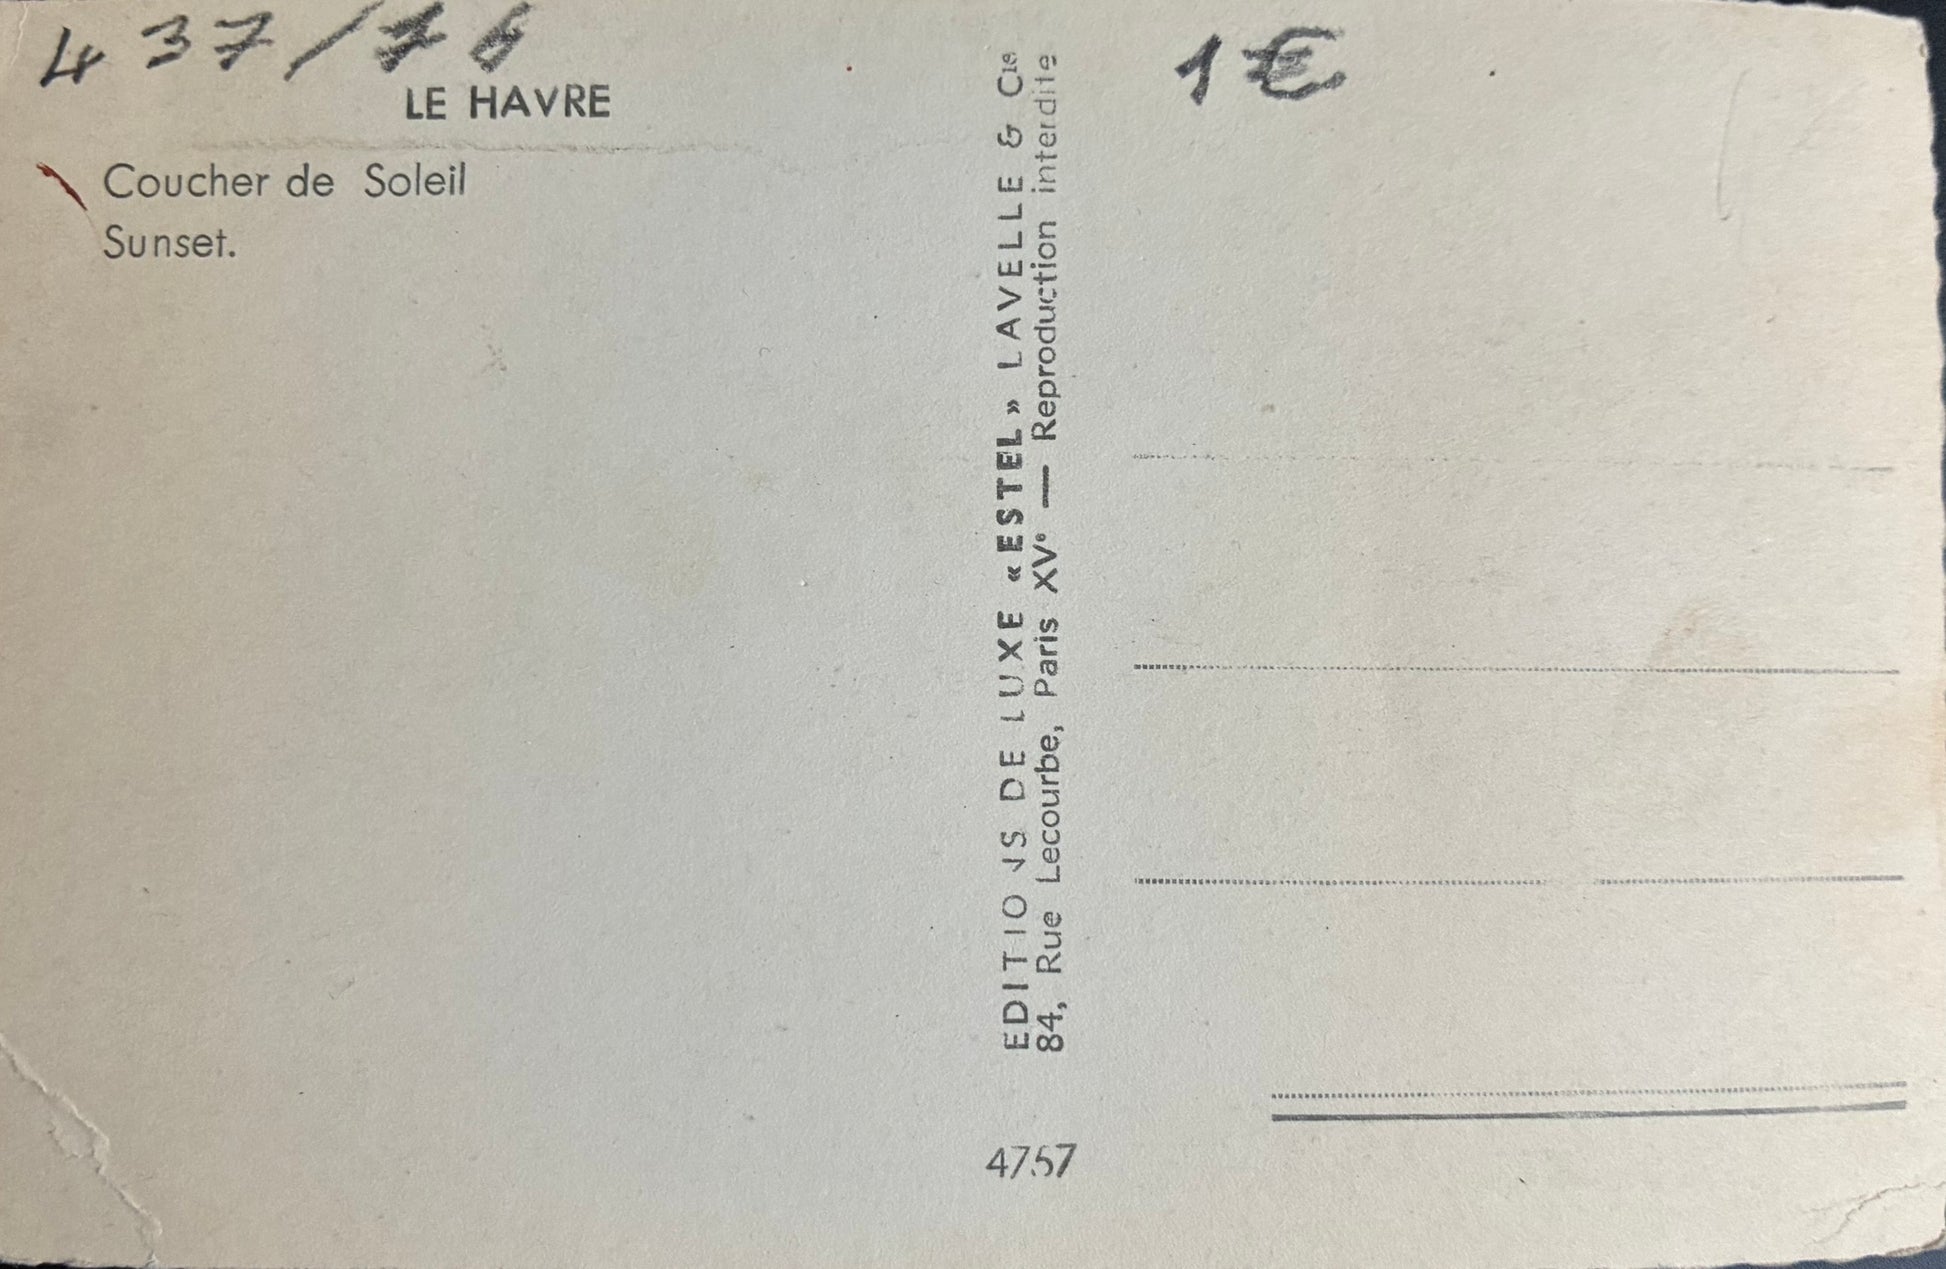 437/76
1€
LE HAVRE
Coucher de Soleil
Sunset.
EDITIONS DE LUXE « ESTEL » LAVELLE & Cie
84, Rue Lecourbe, Paris XVe — Reproduction interdite
4757